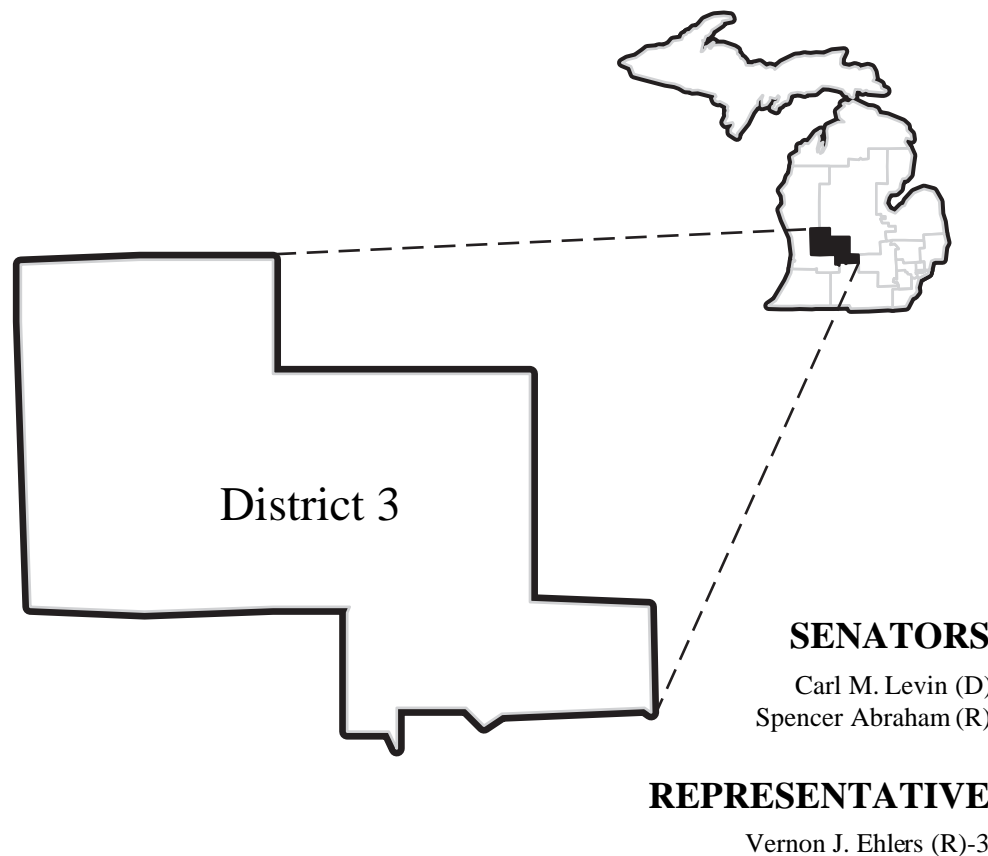 District 3
SENATORS
Carl M. Levin (D)
Spencer Abraham (R)
REPRESENTATIVE
Vernon J. Ehlers (R)-3